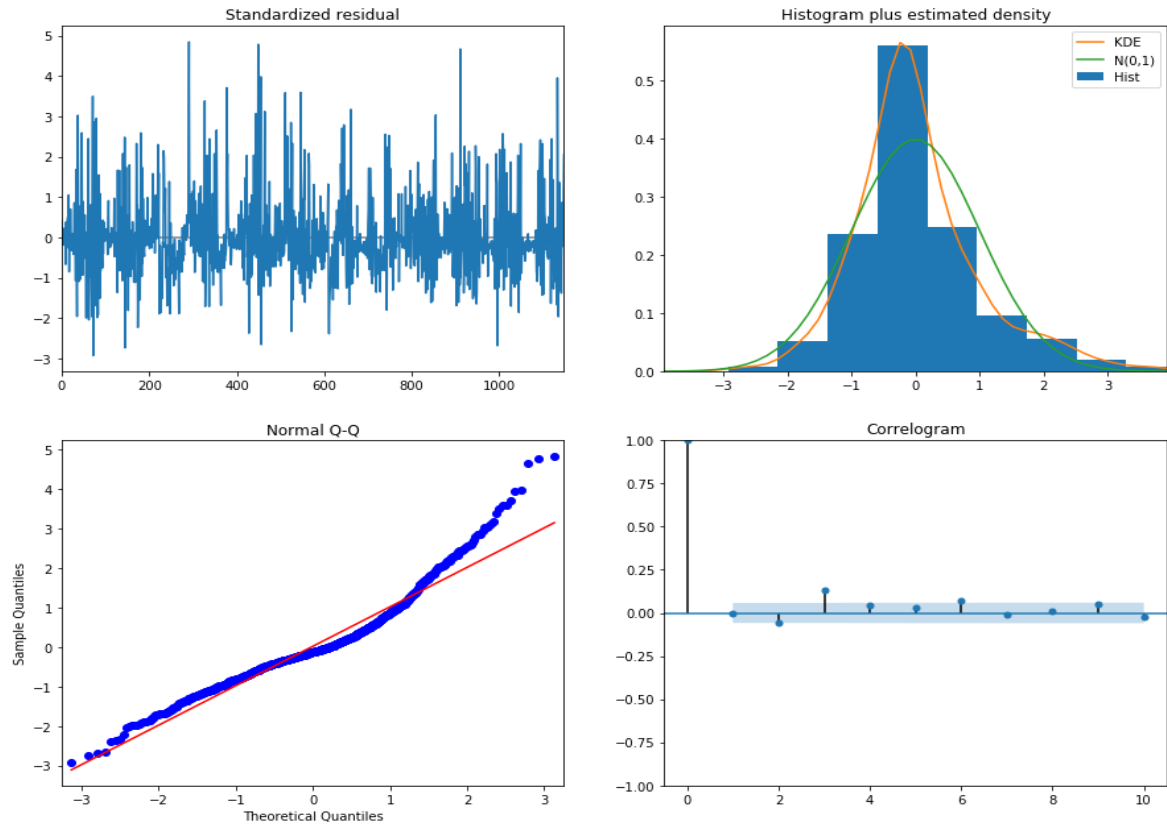 Standardized residual
5
4
3
2
1
0
−1
−2
−3
0 200 400 600 800 1000
Histogram plus estimated density
KDE
N(0,1)
Hist
0.5
0.4
0.3
0.2
0.1
0.0
−3 −2 −1 0 1 2 3
Normal Q-Q
Sample Quantiles
5
4
3
2
1
0
−1
−2
−3
−3 −2 −1 0 1 2 3
Theoretical Quantiles
Correlogram
1.00
0.75
0.50
0.25
0.00
−0.25
−0.50
−0.75
−1.00
0 2 4 6 8 10